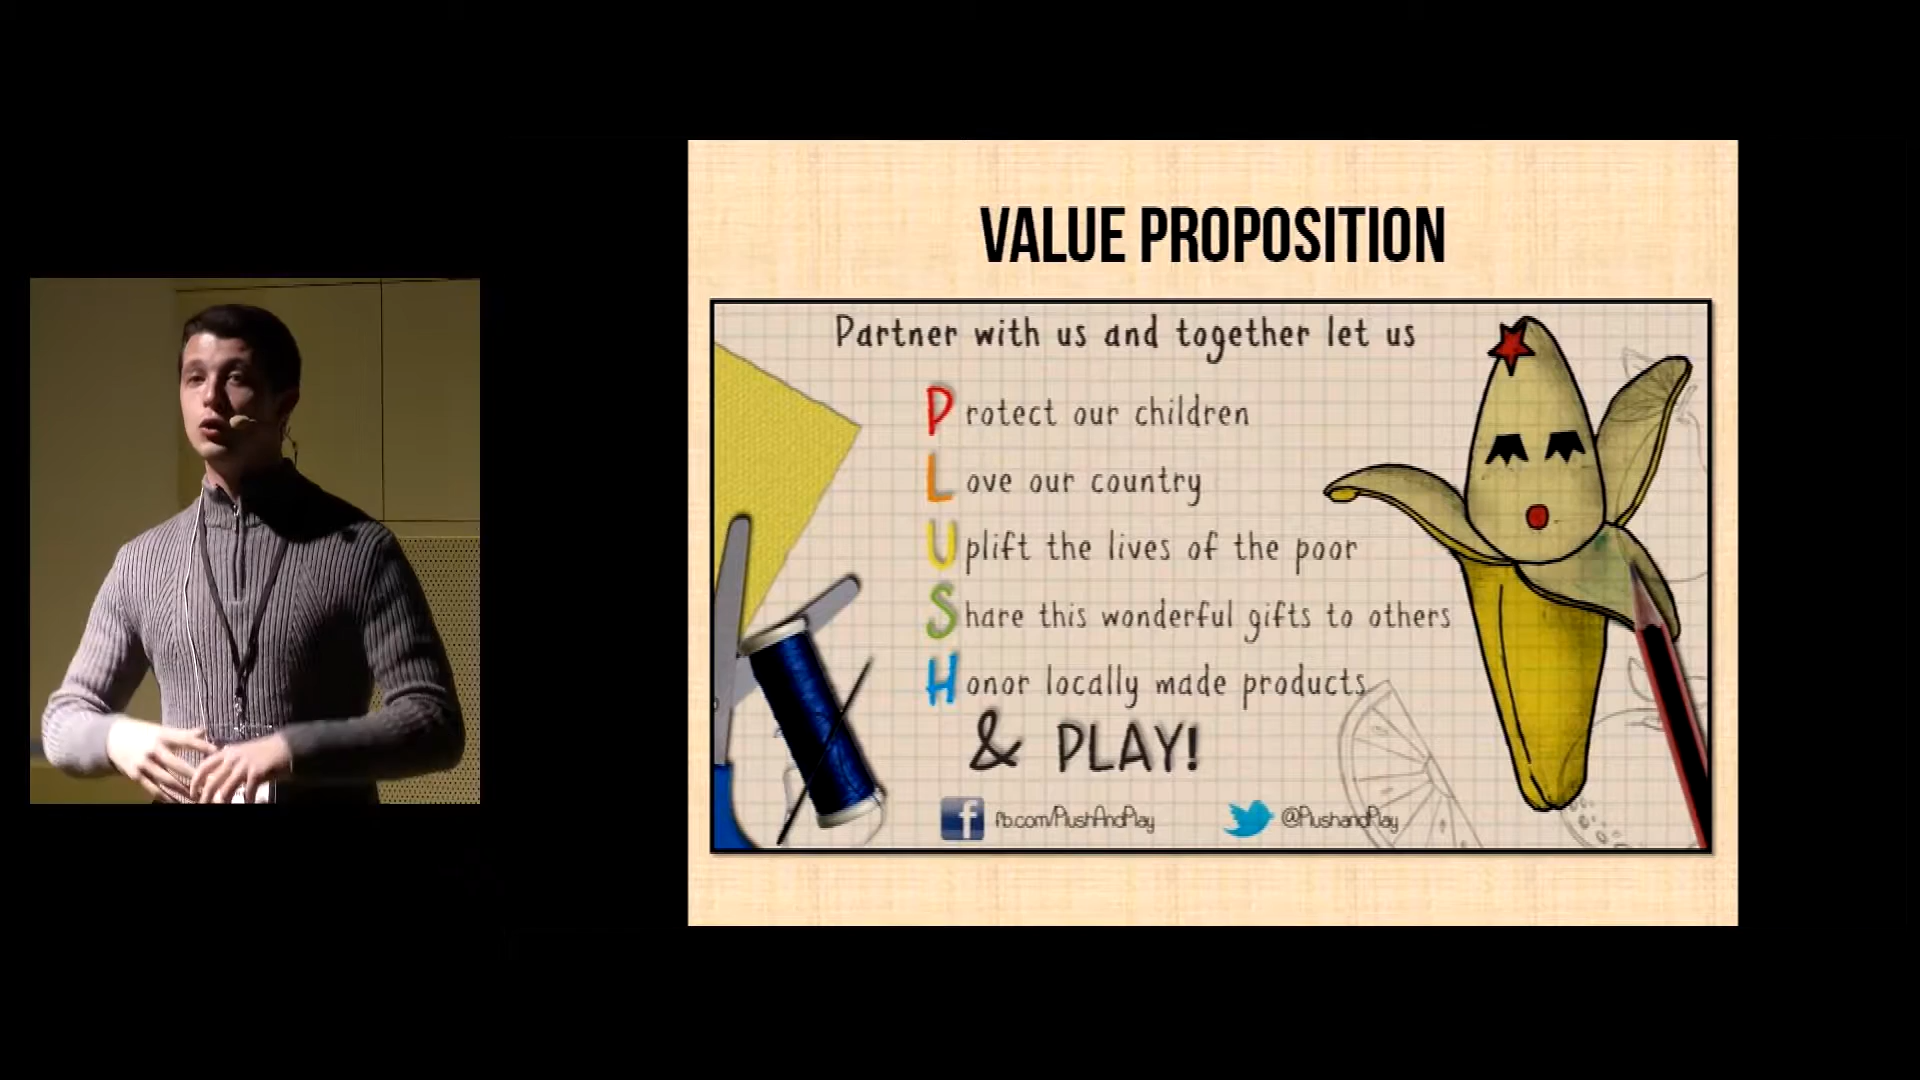 VALUE PROPOSITION
Partner with us and together let us
Protect our children
Love our country
Uplift the lives of the poor
Share this wonderful gifts to others
Honor locally made products
& PLAY!
f fb.com/PlushAndPlay @PlushandPlay